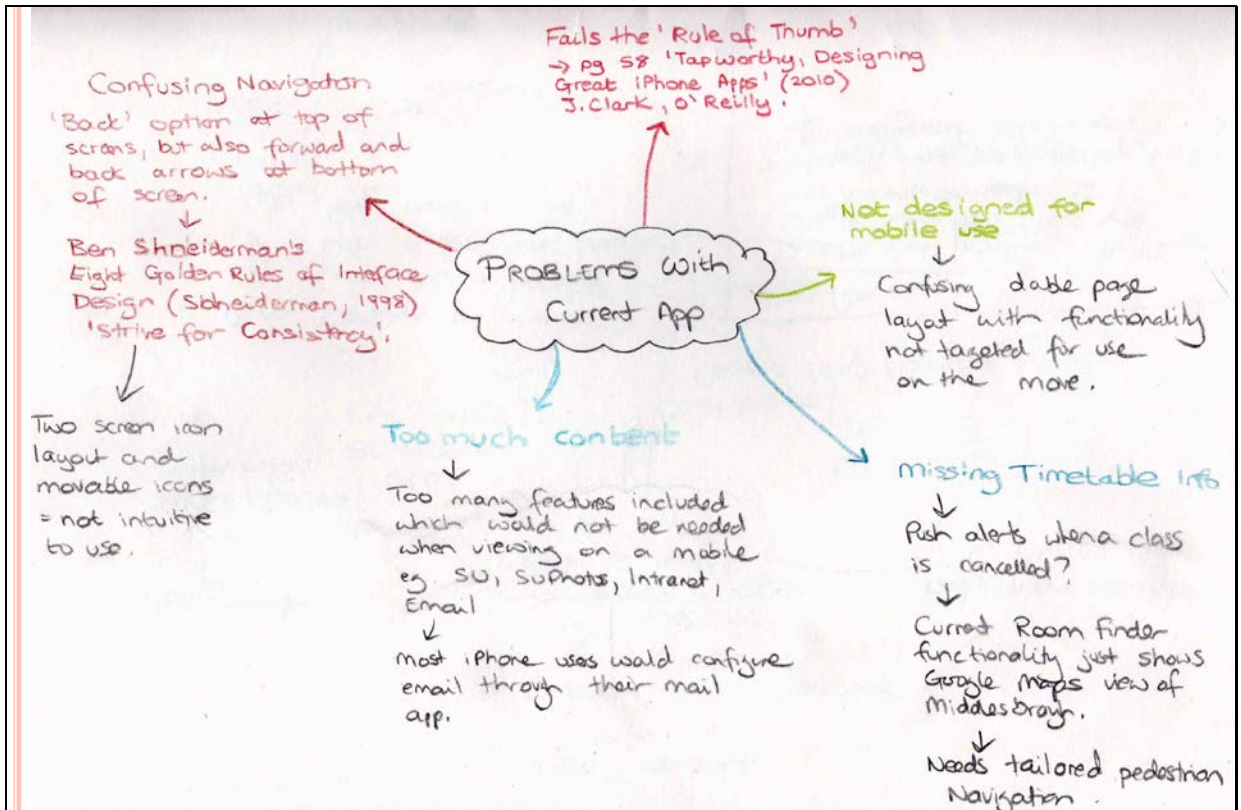 PROBLEMS With
Current App
Fails the 'Rule of Thumb'
→ pg 58 'Tapworthy, Designing
Great iPhone Apps' (2010)
J. Clark, O'Reilly.
Confusing Navigation
'Back' option at top of
screns, but also forward and
back arrows at bottom
of screen.
↓
Ben Shneiderman's
Eight Golden Rules of Interface
Design (Shneiderman, 1998)
'Strive for Consistency'.
Two screen icon
layout and
movable icons
= not intuitive
to use.
Too much content
↓
Too many features included
which would not be needed
when viewing on a mobile
eg SU, SUPhotos, Intranet,
Email
↓
most iPhone uses would configure
email through their mail
app.
Not designed for
mobile use
↓
Confusing double page
layout with functionality
not targeted for use
on the move.
missing Timetable Info
↓
Push alerts when a class
is cancelled?
↓
Current Room Finder
functionality just shows
Google Maps view of
Middlesbrough.
↓
Needs tailored pedestrian
Navigation.